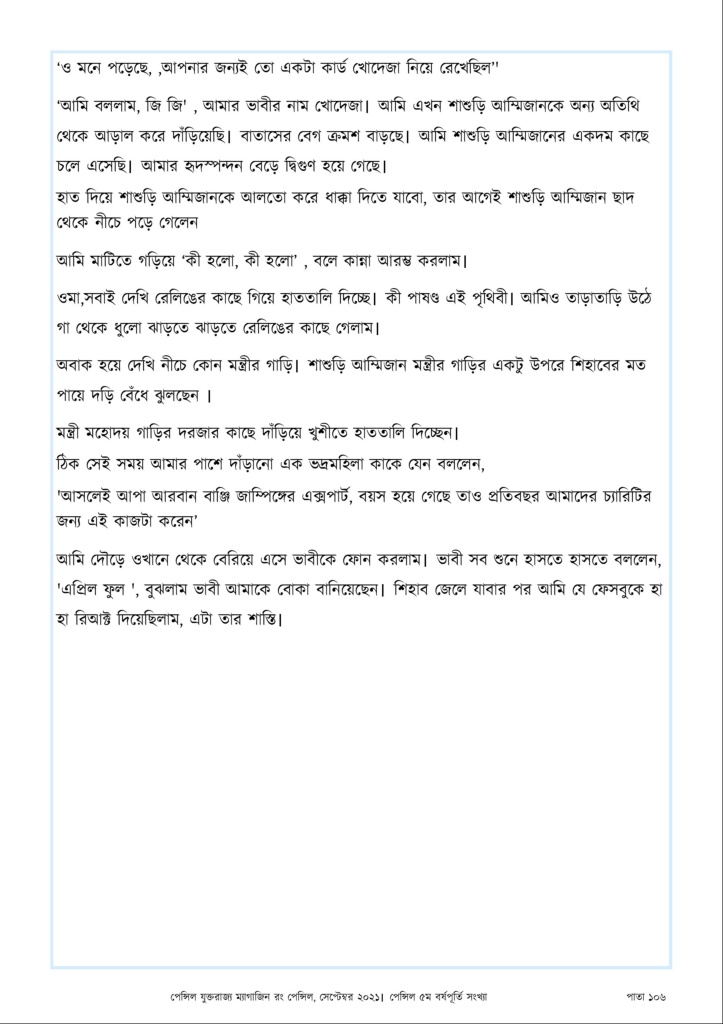 ‘ও মনে পড়েছে, ,আপনার জন্যই তো একটা কার্ড খোদেজা নিয়ে রেখেছিল"
‘আমি বললাম, জি জি' , আমার ভাবীর নাম খোদেজা। আমি এখন শাশুড়ি আম্মিজানকে অন্য অতিথি
থেকে আড়াল করে দাঁড়িয়েছি। বাতাসের বেগ ক্রমশ বাড়ছে। আমি শাশুড়ি আম্মিজানের একদম কাছে
চলে এসেছি। আমার হৃদস্পন্দন বেড়ে দ্বিগুণ হয়ে গেছে।
হাত দিয়ে শাশুড়ি আম্মিজানকে আলতো করে ধাক্কা দিতে যাবো, তার আগেই শাশুড়ি আম্মিজান ছাদ
থেকে নীচে পড়ে গেলেন
আমি মাটিতে গড়িয়ে ‘কী হলো, কী হলো’ , বলে কান্না আরম্ভ করলাম।
ওমা,সবাই দেখি রেলিঙের কাছে গিয়ে হাততালি দিচ্ছে। কী পাষণ্ড এই পৃথিবী। আমিও তাড়াতাড়ি উঠে
গা থেকে ধুলো ঝাড়তে ঝাড়তে রেলিঙের কাছে গেলাম।
অবাক হয়ে দেখি নীচে কোন মন্ত্রীর গাড়ি। শাশুড়ি আম্মিজান মন্ত্রীর গাড়ির একটু উপরে শিহাবের মত
পায়ে দড়ি বেঁধে ঝুলছেন ।
মন্ত্রী মহোদয় গাড়ির দরজার কাছে দাঁড়িয়ে খুশীতে হাততালি দিচ্ছেন।
ঠিক সেই সময় আমার পাশে দাঁড়ানো এক ভদ্রমহিলা কাকে যেন বললেন,
'আসলেই আপা আরবান বাঞ্জি জাম্পিঙ্গের এক্সপার্ট, বয়স হয়ে গেছে তাও প্রতিবছর আমাদের চ্যারিটির
জন্য এই কাজটা করেন’
আমি দৌড়ে ওখানে থেকে বেরিয়ে এসে ভাবীকে ফোন করলাম। ভাবী সব শুনে হাসতে হাসতে বললেন,
'এপ্রিল ফুল ', বুঝলাম ভাবী আমাকে বোকা বানিয়েছেন। শিহাব জেলে যাবার পর আমি যে ফেসবুকে হা
হা রিআক্ট দিয়েছিলাম, এটা তার শাস্তি।
পেন্সিল যুক্তরাজ্য ম্যাগাজিন রং পেন্সিল, সেপ্টেম্বর ২০২১। পেন্সিল ৫ম বর্ষপূর্তি সংখ্যা পাতা ১০৬